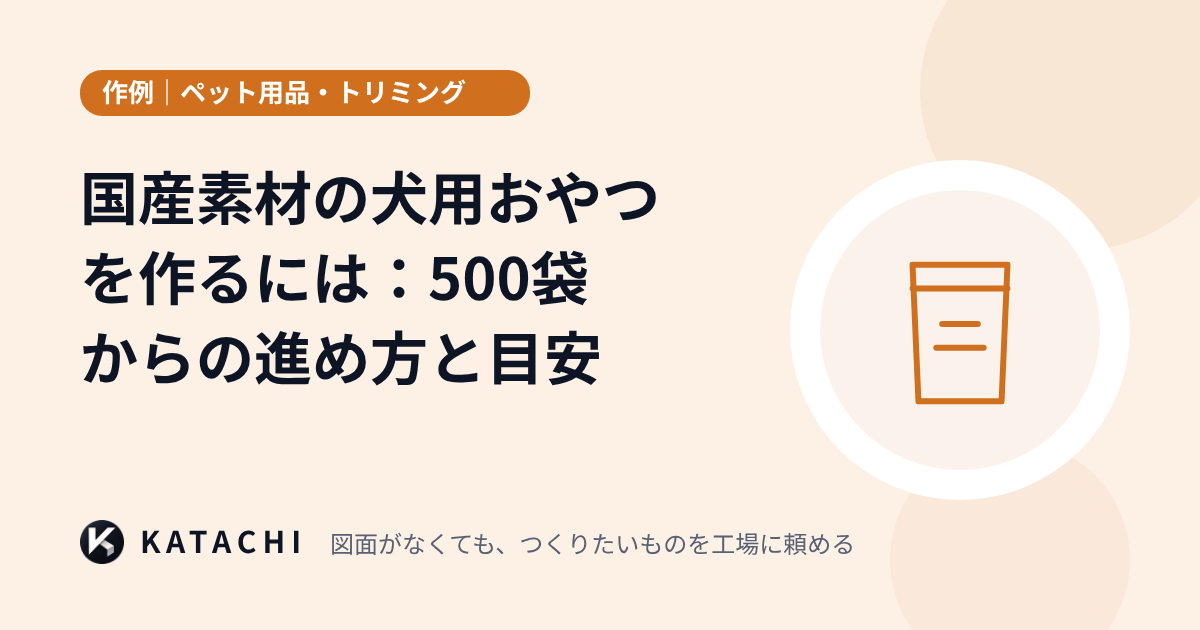 作例｜ペット用品・トリミング
国産素材の犬用おやつ
を作るには：500袋
からの進め方と目安
KATACHI 図面がなくても、つくりたいものを工場に頼める